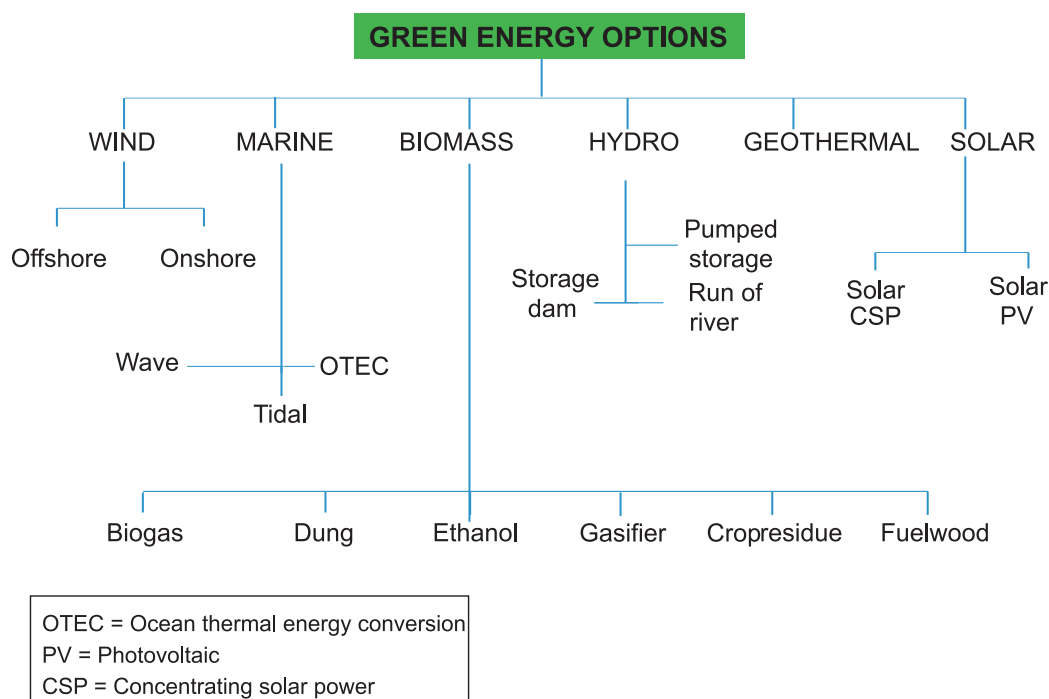 GREEN ENERGY OPTIONS
WIND
MARINE
BIOMASS
HYDRO
GEOTHERMAL
SOLAR
Offshore
Onshore
Pumped
storage
Storage
dam
Run of
river
Solar
CSP
Solar
PV
Wave
OTEC
Tidal
Biogas
Dung
Ethanol
Gasifier
Cropresidue
Fuelwood
OTEC = Ocean thermal energy conversion
PV = Photovoltaic
CSP = Concentrating solar power